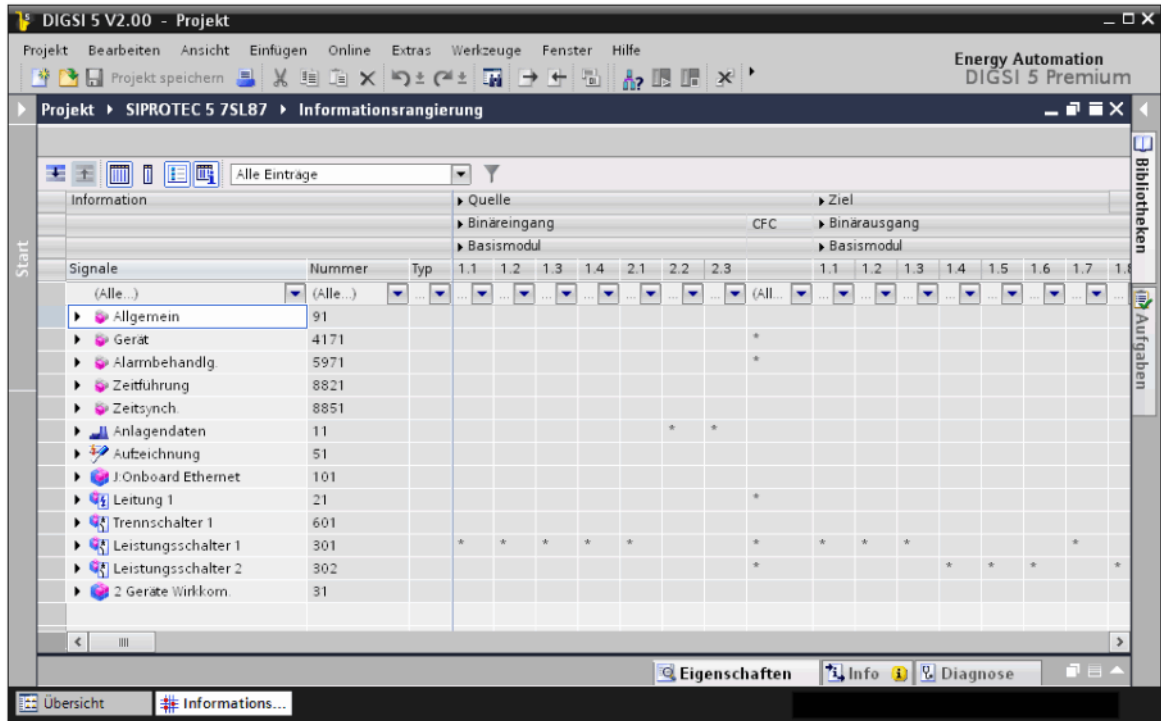 DIGSI 5 V2.00 - Projekt
Projekt Bearbeiten Ansicht Einfügen Online Extras Werkzeuge Fenster Hilfe
Projekt speichern
Energy Automation
DIGSI 5 Premium
Projekt SIPROTEC 5 7SL87 Informationsrangierung
Alle Einträge
Information Quelle Ziel
Binäreingang CFC Binärausgang
Basismodul Basismodul
Signale Nummer Typ 1.1 1.2 1.3 1.4 2.1 2.2 2.3 1.1 1.2 1.3 1.4 1.5 1.6 1.7 1.8
(Alle...) (Alle...) ... ... ... ... ... ... ... ... (All... ... ... ... ... ... ... ... ...
Allgemein 91
Gerät 4171 *
Alarmbehandlg. 5971 *
Zeitführung 8821
Zeitsynch. 8851
Anlagendaten 11 * *
Aufzeichnung 51
J:Onboard Ethernet 101
Leitung 1 21 *
Trennschalter 1 601
Leistungsschalter 1 301 * * * * * * * * * *
Leistungsschalter 2 302 * * * * *
2 Geräte Wirkkom. 31
Eigenschaften Info Diagnose
Übersicht Informations...
Start
Bibliotheken
Aufgaben